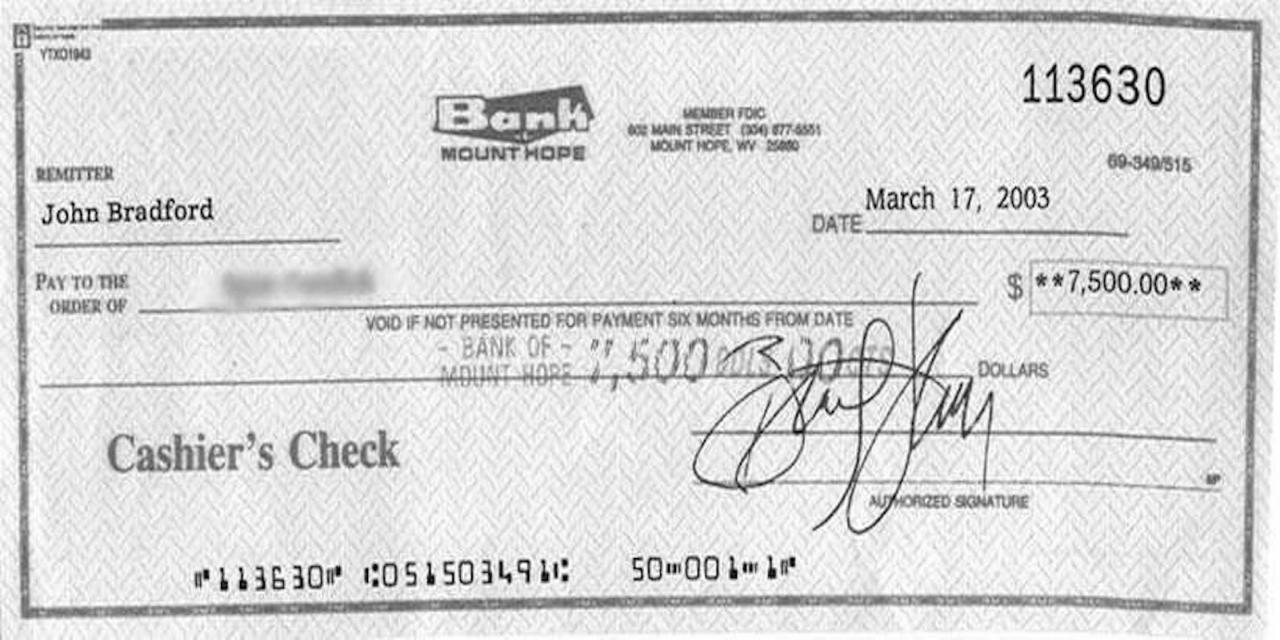 YTXO1943
113630
Bank
of
MOUNT HOPE
MEMBER FDIC
602 MAIN STREET (304) 877-5551
MOUNT HOPE, WV 25880
69-349/515
REMITTER
John Bradford
DATE March 17, 2003
PAY TO THE
ORDER OF
$ **7,500.00**
VOID IF NOT PRESENTED FOR PAYMENT SIX MONTHS FROM DATE
- BANK OF -
MOUNT HOPE
7,500 DOLS 00 CTS
DOLLARS
Cashier's Check
MP
AUTHORIZED SIGNATURE
⑈113630⑈ ⑆051503491⑆ 50⑉001⑉1⑈